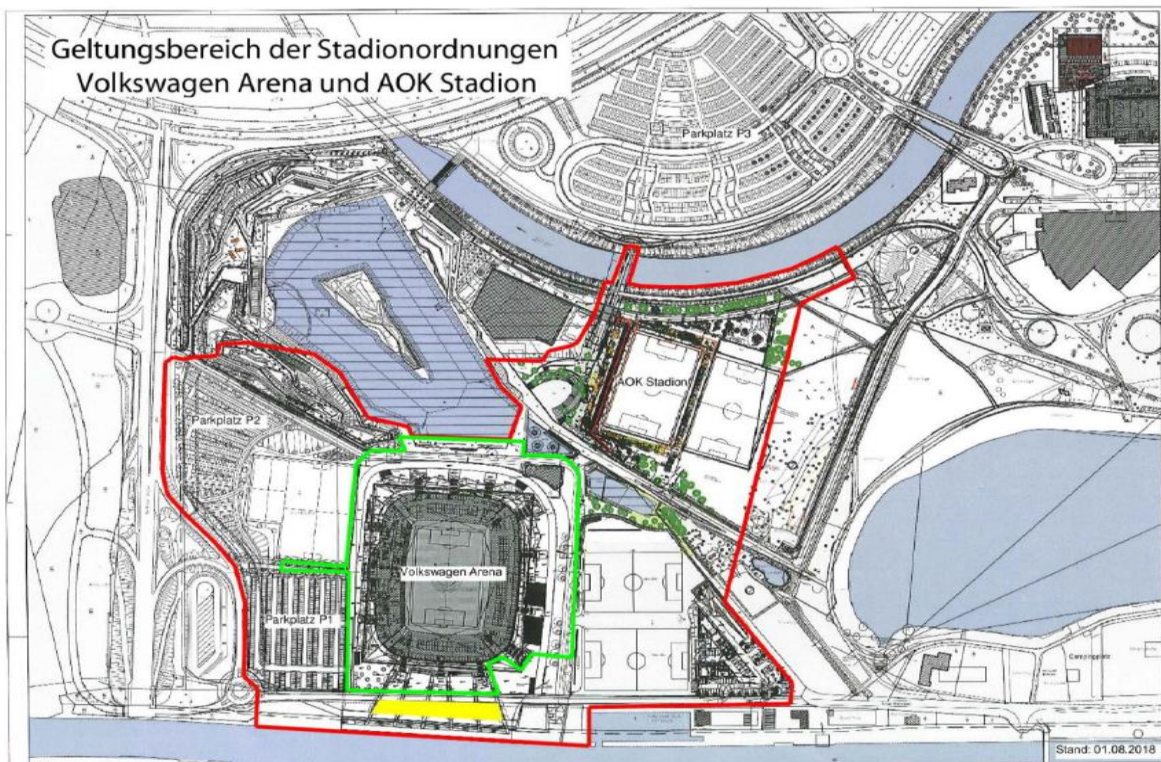 Geltungsbereich der Stadionordnungen
Volkswagen Arena und AOK Stadion
Parkplatz P3
AOK Stadion
Parkplatz P2
Volkswagen Arena
Parkplatz P1
Campingplatz
Stand: 01.08.2018